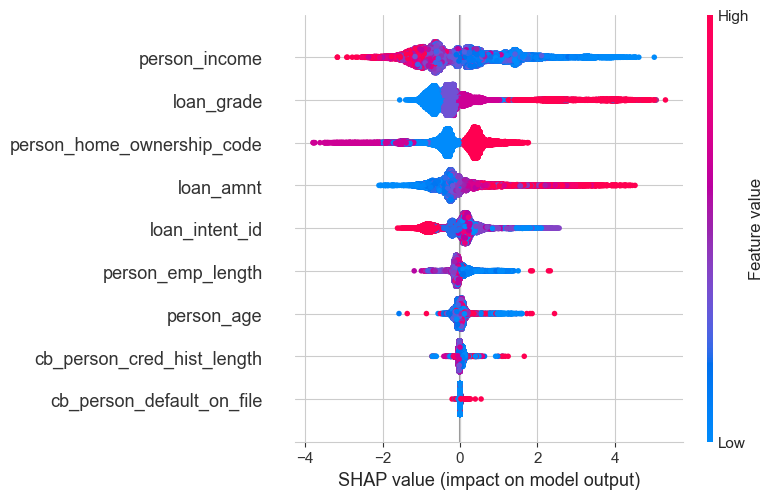 High
person_income
loan_grade
person_home_ownership_code
loan_amnt
loan_intent_id
person_emp_length
person_age
cb_person_cred_hist_length
cb_person_default_on_file
Feature value
Low
−4 −2 0 2 4
SHAP value (impact on model output)